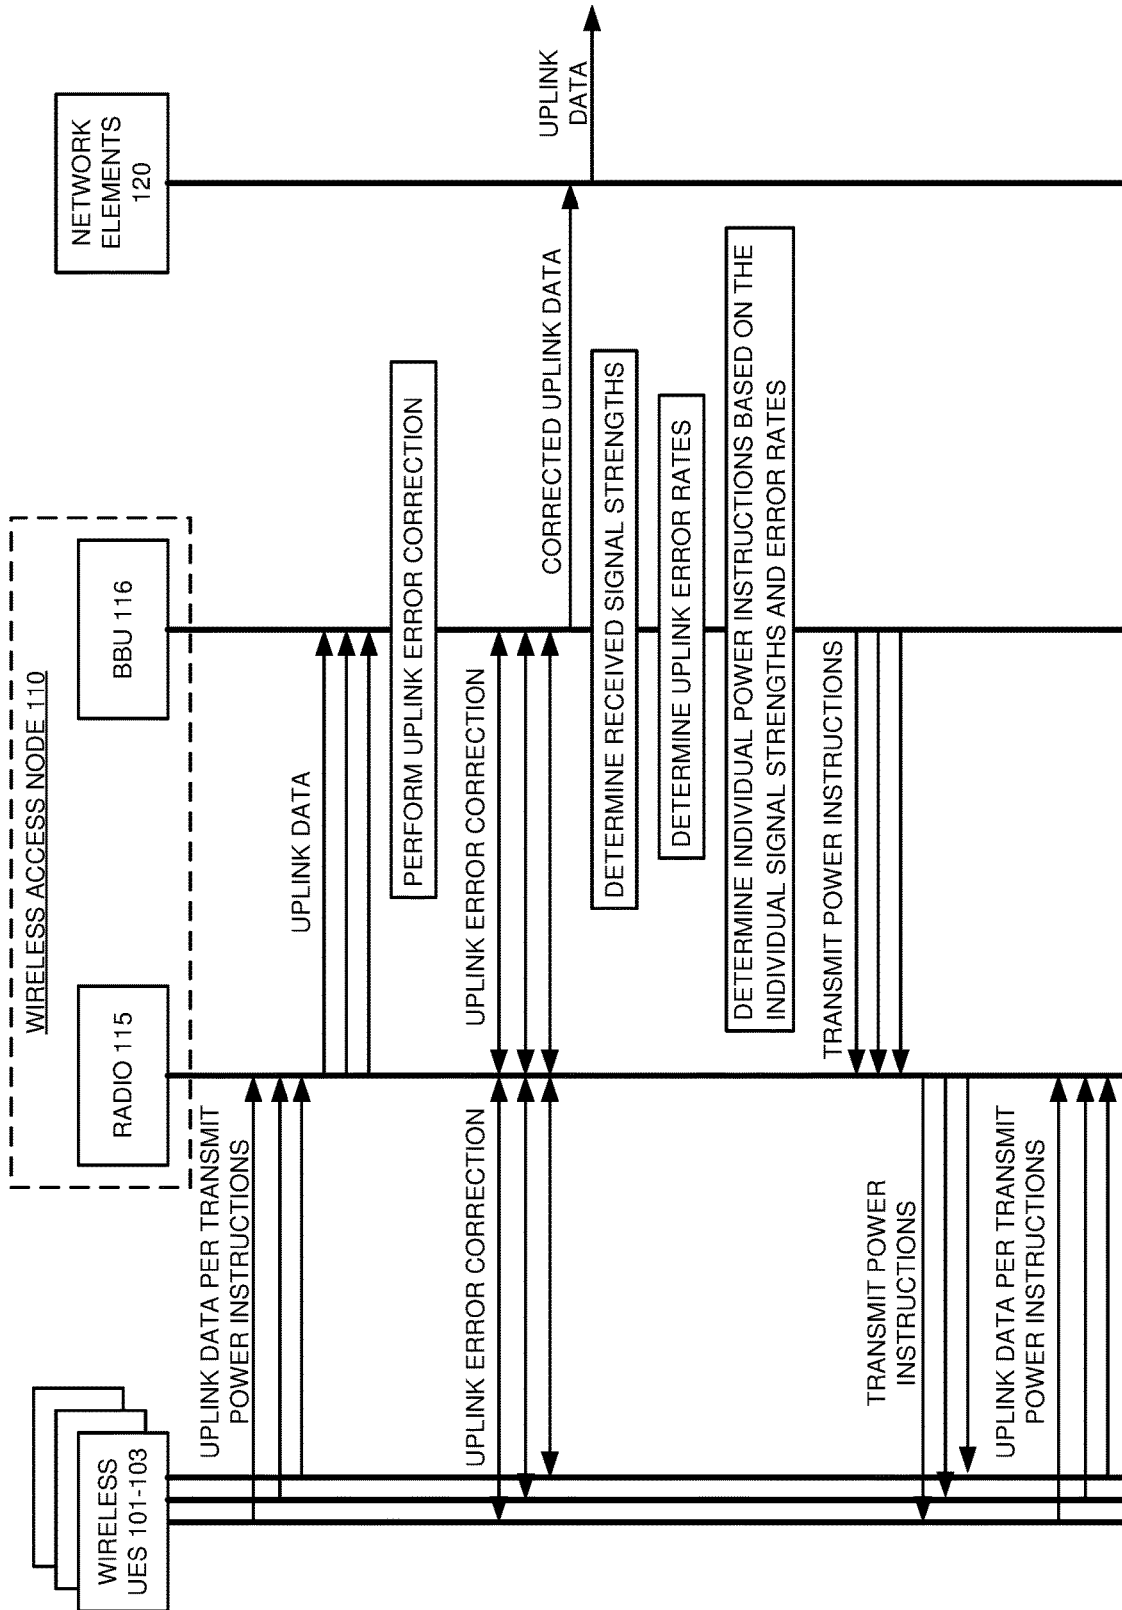 WIRELESS
UES 101-103
WIRELESS ACCESS NODE 110
RADIO 115
BBU 116
NETWORK
ELEMENTS
120
UPLINK DATA PER TRANSMIT
POWER INSTRUCTIONS
UPLINK DATA
PERFORM UPLINK ERROR CORRECTION
UPLINK ERROR CORRECTION
UPLINK ERROR CORRECTION
CORRECTED UPLINK DATA
UPLINK
DATA
DETERMINE RECEIVED SIGNAL STRENGTHS
DETERMINE UPLINK ERROR RATES
DETERMINE INDIVIDUAL POWER INSTRUCTIONS BASED ON THE
INDIVIDUAL SIGNAL STRENGTHS AND ERROR RATES
TRANSMIT POWER INSTRUCTIONS
TRANSMIT POWER
INSTRUCTIONS
UPLINK DATA PER TRANSMIT
POWER INSTRUCTIONS